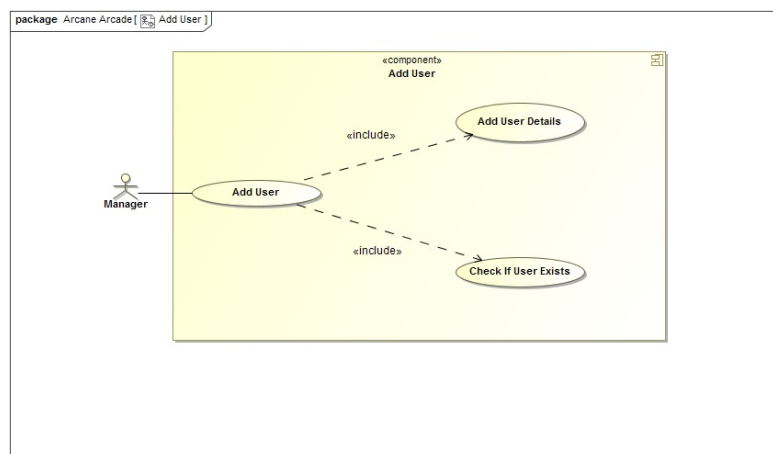 package Arcane Arcade [ Add User ]
«component»
Add User
Add User Details
«include»
Add User
Manager
«include»
Check If User Exists